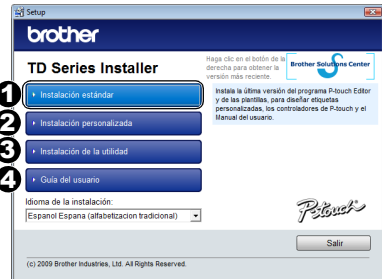 Setup
brother
TD Series Installer
Haga clic en el botón de la
derecha para obtener la
versión más reciente.
Brother Solutions Center
1 Instalación estándar
2 Instalación personalizada
3 Instalación de la utilidad
4 Guía del usuario
Instala la última versión del programa P-touch Editor
y de las plantillas, para diseñar etiquetas
personalizadas, los controladores de P-touch y el
Manual del usuario.
Idioma de la instalación:
Espanol Espana (alfabetizacion tradicional)
P-touch
Salir
(c) 2009 Brother Industries, Ltd. All Rights Reserved.